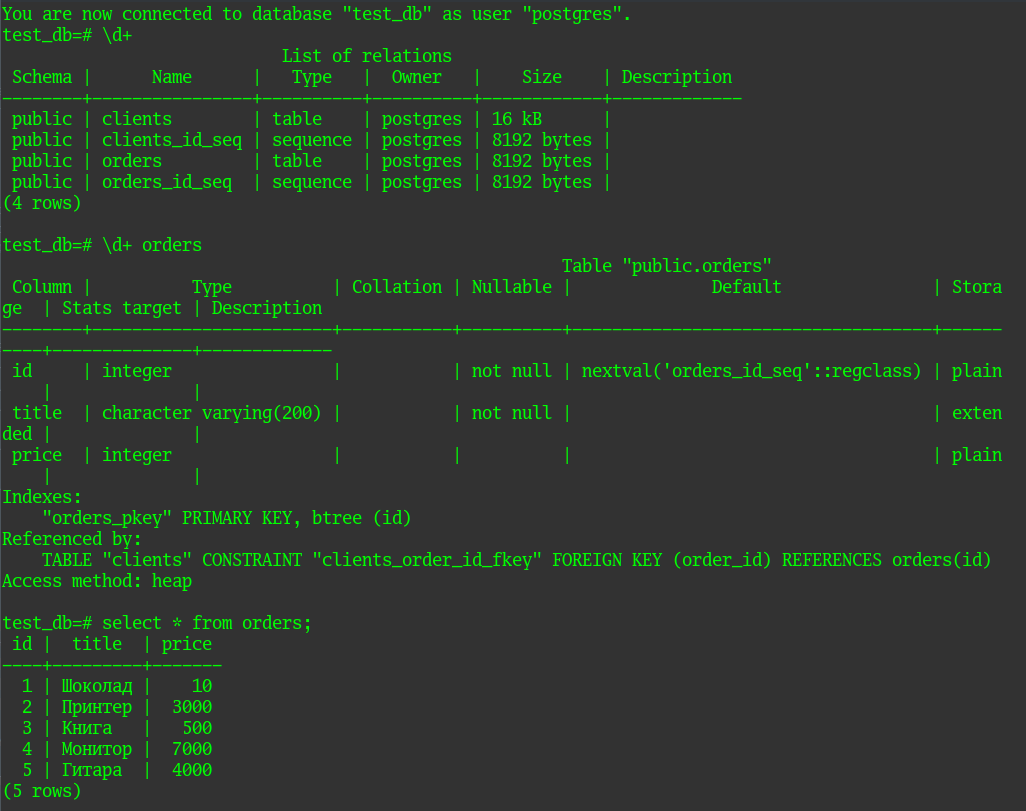 You are now connected to database "test_db" as user "postgres".
test_db=# \d+
                            List of relations
 Schema |      Name      |   Type   |  Owner   |    Size    | Description
--------+----------------+----------+----------+------------+-------------
 public | clients        | table    | postgres | 16 kB      |
 public | clients_id_seq | sequence | postgres | 8192 bytes |
 public | orders         | table    | postgres | 8192 bytes |
 public | orders_id_seq  | sequence | postgres | 8192 bytes |
(4 rows)

test_db=# \d+ orders
                                                        Table "public.orders"
 Column |          Type          | Collation | Nullable |              Default               | Stora
ge  | Stats target | Description
--------+------------------------+-----------+----------+------------------------------------+------
----+--------------+-------------
 id     | integer                |           | not null | nextval('orders_id_seq'::regclass) | plain
    |              |
 title  | character varying(200) |           | not null |                                    | exten
ded |              |
 price  | integer                |           |          |                                    | plain
    |              |
Indexes:
    "orders_pkey" PRIMARY KEY, btree (id)
Referenced by:
    TABLE "clients" CONSTRAINT "clients_order_id_fkey" FOREIGN KEY (order_id) REFERENCES orders(id)
Access method: heap

test_db=# select * from orders;
 id |  title  | price
----+---------+-------
  1 | Шоколад |    10
  2 | Принтер |  3000
  3 | Книга   |   500
  4 | Монитор |  7000
  5 | Гитара  |  4000
(5 rows)